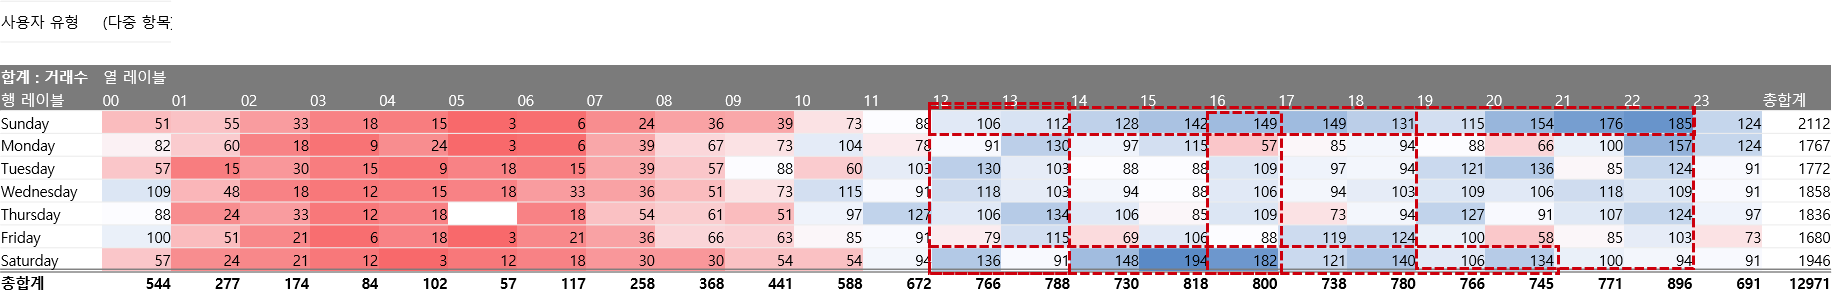 사용자 유형 (다중 항목)
합계 : 거래수 열 레이블
행 레이블 00 01 02 03 04 05 06 07 08 09 10 11 12 13 14 15 16 17 18 19 20 21 22 23 총합계
Sunday 51 55 33 18 15 3 6 24 36 39 73 88 106 112 128 142 149 149 131 115 154 176 185 124 2112
Monday 82 60 18 9 24 3 6 39 67 73 104 78 91 130 97 115 57 85 94 88 66 100 157 124 1767
Tuesday 57 15 30 15 9 18 15 39 57 88 60 103 130 103 88 88 109 97 94 121 136 85 124 91 1772
Wednesday 109 48 18 12 15 18 33 36 51 73 115 91 118 103 94 88 106 94 103 109 106 118 109 91 1858
Thursday 88 24 33 12 18 18 54 61 51 97 127 106 134 106 85 109 73 94 127 91 107 124 97 1836
Friday 100 51 21 6 18 3 21 36 66 63 85 91 79 115 69 106 88 119 124 100 58 85 103 73 1680
Saturday 57 24 21 12 3 12 18 30 30 54 54 94 136 91 148 194 182 121 140 106 134 100 94 91 1946
총합계 544 277 174 84 102 57 117 258 368 441 588 672 766 788 730 818 800 738 780 766 745 771 896 691 12971